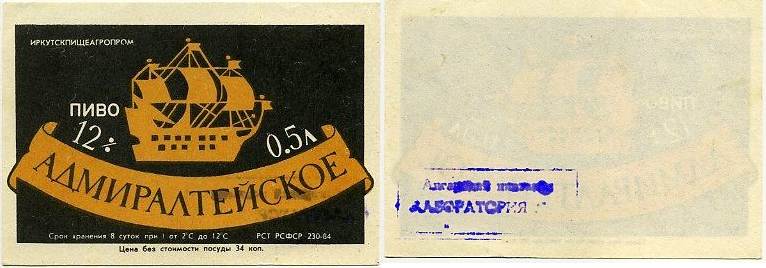 ИРКУТСКПИЩЕАГРОПРОМ
ПИВО
12÷
0.5л
АДМИРАЛТЕЙСКОЕ
Срок хранения 8 суток при t от 2°С до 12°С РСТ РСФСР 230-84
Цена без стоимости посуды 34 коп.
ЛАБОРАТОРИЯ